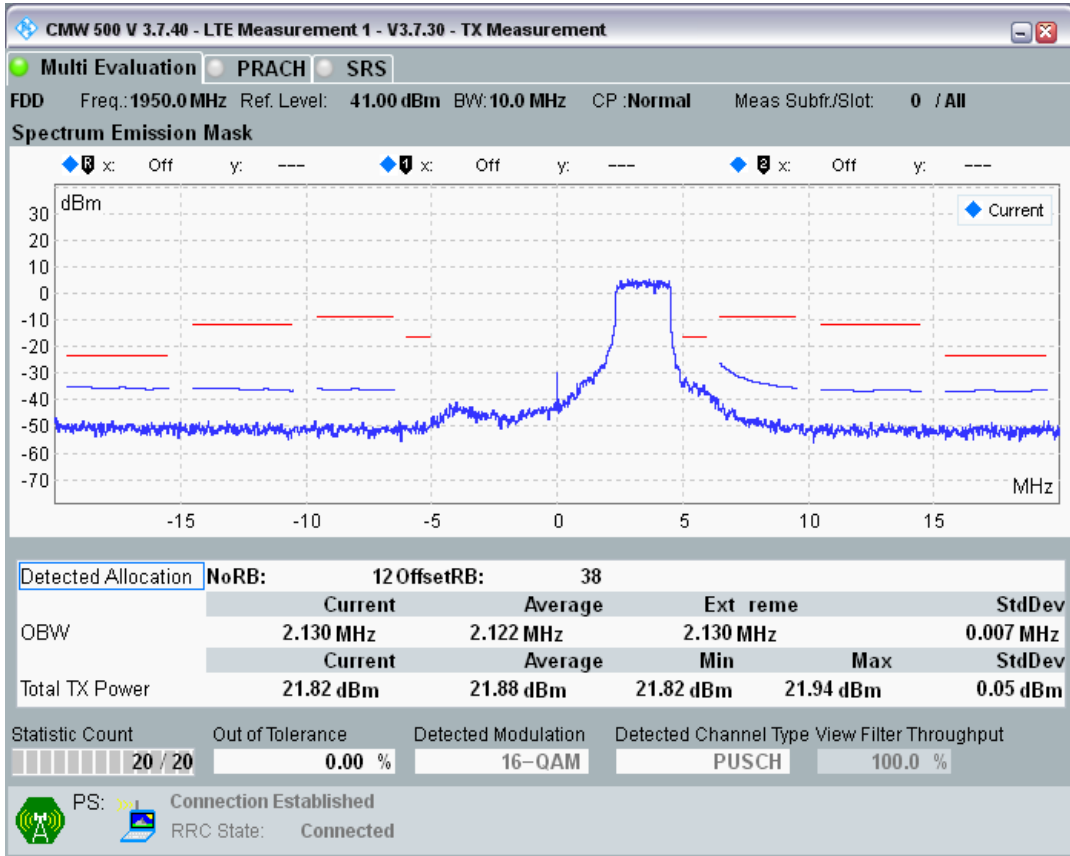 CMW 500 V 3.7.40 - LTE Measurement 1 - V3.7.30 - TX Measurement
Multi Evaluation PRACH SRS
FDD Freq.: 1950.0 MHz Ref. Level: 41.00 dBm BW: 10.0 MHz CP :Normal Meas Subfr./Slot: 0 / All
Spectrum Emission Mask
R x: Off y: --- 1 x: Off y: --- 2 x: Off y: ---
dBm
Current
30
20
10
0
-10
-20
-30
-40
-50
-60
-70
MHz
-15 -10 -5 0 5 10 15
Detected Allocation NoRB: 12 OffsetRB: 38
Current Average Ext reme StdDev
OBW 2.130 MHz 2.122 MHz 2.130 MHz 0.007 MHz
Current Average Min Max StdDev
Total TX Power 21.82 dBm 21.88 dBm 21.82 dBm 21.94 dBm 0.05 dBm
Statistic Count Out of Tolerance Detected Modulation Detected Channel Type View Filter Throughput
20 / 20 0.00 % 16-QAM PUSCH 100.0 %
PS: Connection Established
RRC State: Connected